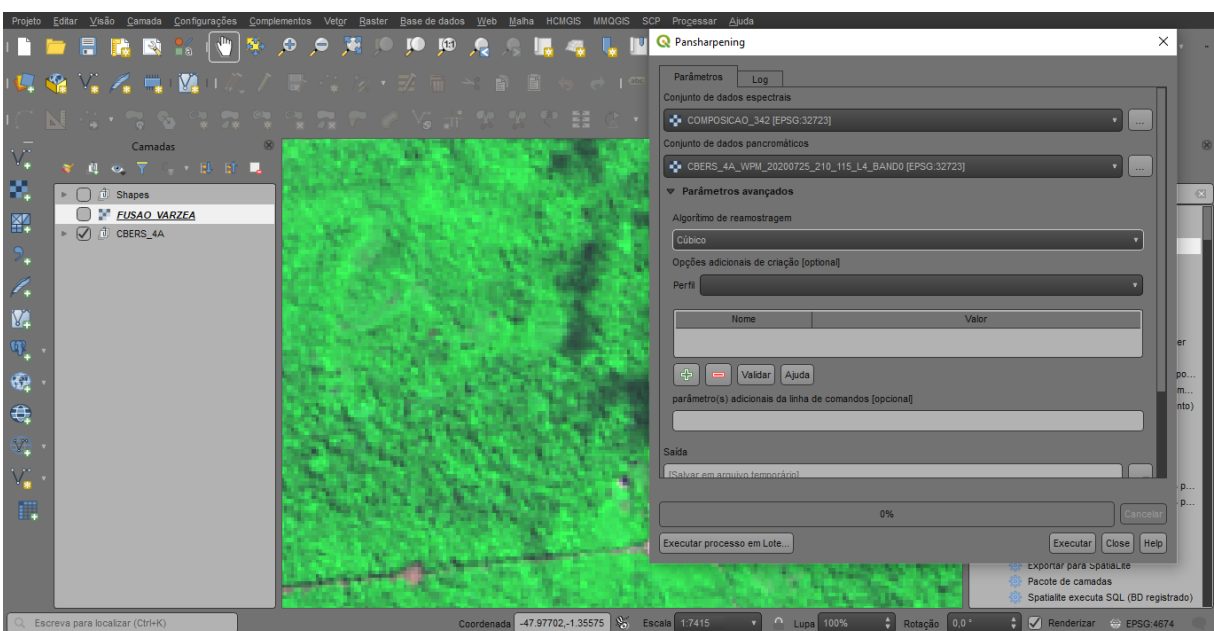 Projeto Editar Visão Camada Configurações Complementos Vetor Raster Base de dados Web Malha HCMGIS MMQGIS SCP Processar Ajuda
Pansharpening
Parâmetros Log
Conjunto de dados espectrais
COMPOSICAO_342 [EPSG:32723]
...
Conjunto de dados pancromáticos
CBERS_4A_WPM_20200725_210_115_L4_BAND0 [EPSG:32723]
...
Parâmetros avançados
Algorítimo de reamostragem
Cúbico
Opções adicionais de criação [optional]
Perfil
Nome Valor
Validar Ajuda
parâmetro(s) adicionais da linha de comandos [opcional]
Saída
[Salvar em arquivo temporário]
...
0%
Cancelar
Executar processo em Lote...
Executar Close Help
Camadas
Shapes
FUSAO_VARZEA
CBERS_4A
er
po...
m...
nto)
p...
p...
Exportar para SpatiaLite
Pacote de camadas
Spatialite executa SQL (BD registrado)
Escreva para localizar (Ctrl+K)
Coordenada -47.97702,-1.35575 Escala 1:7415 Lupa 100% Rotação 0,0 ° Renderizar EPSG:4674